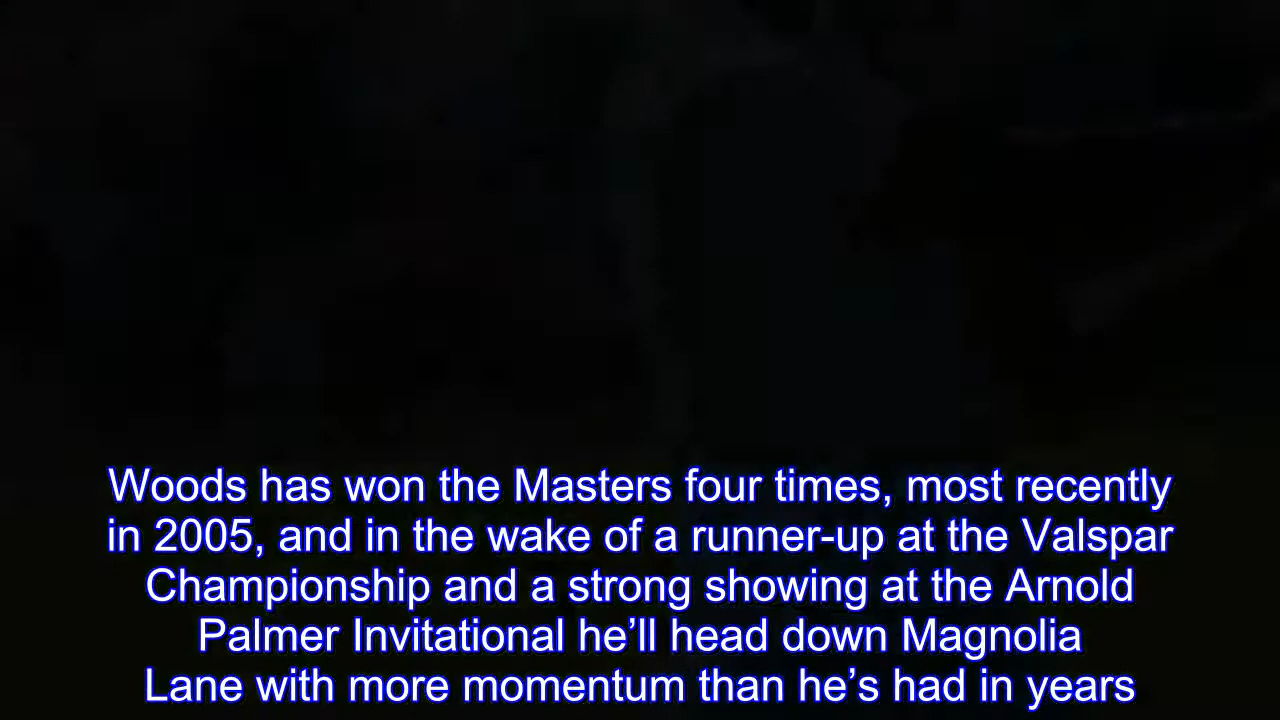 Woods has won the Masters four times, most recently
in 2005, and in the wake of a runner-up at the Valspar
Championship and a strong showing at the Arnold
Palmer Invitational he’ll head down Magnolia
Lane with more momentum than he’s had in years